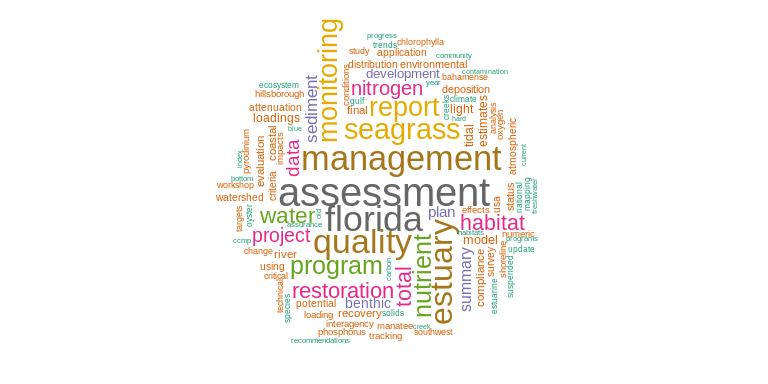 progress
trends
chlorophylla
study
application
community
distribution
environmental
contamination
development
bahamense
ecosystem
hillsborough
nitrogen
year
deposition
conditions
gulf
climate
attenuation
loadings
sediment
monitoring
final
report
creeks
light
hard
estimates
analysis
oxygen
blue
seagrass
tidal
coastal
impacts
data
management
atmospheric
current
index
pyrodinium
evaluation
bottom
workshop
watershed
criteria
assessment
status
national
mapping
freshwater
usa
targets
oyster
water
old
florida
plan
effects
habitat
assurance
ccmp
project
quality
estuary
habitats
numeric
model
programs
update
change
river
using
critical
program
carbon
nutrient
summary
compliance
survey
shoreline
suspended
estuarine
technical
species
restoration
total
potential
benthic
loading
recovery
solids
interagency
manatee
creek
phosphorus
tracking
southwest
recommendations